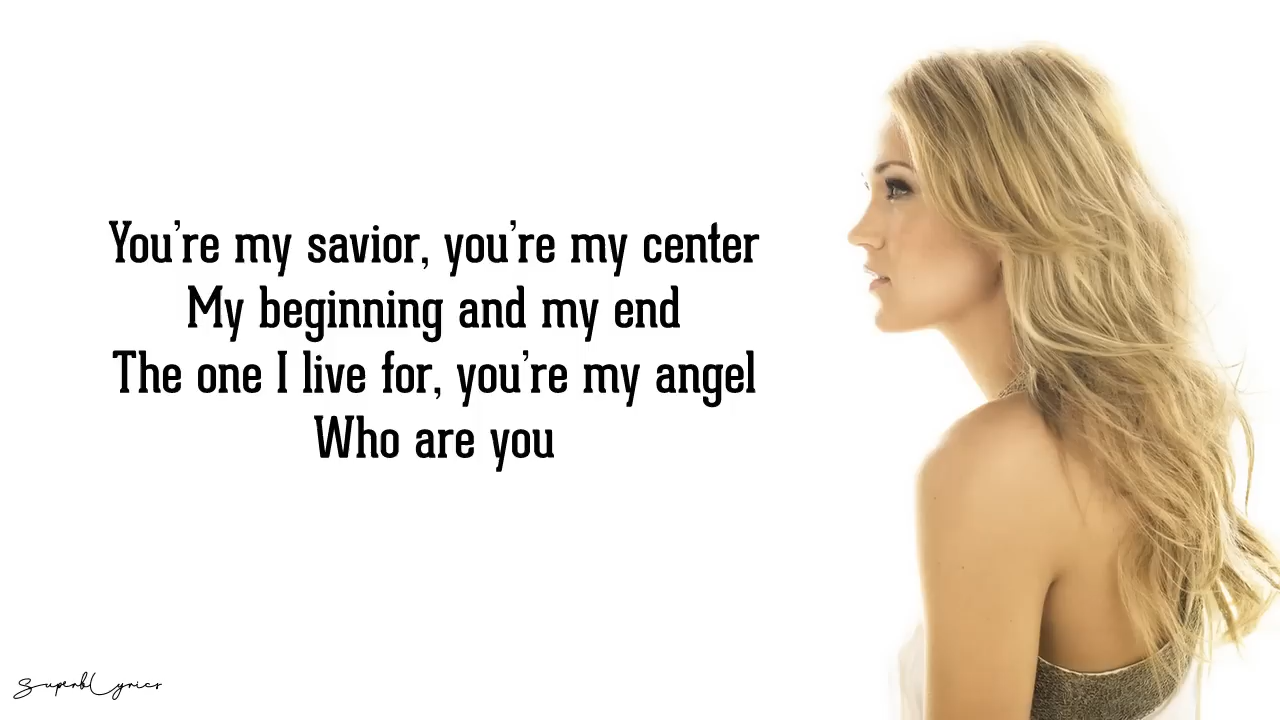 You're my savior, you're my center
My beginning and my end
The one I live for, you're my angel
Who are you
SuperbLyrics